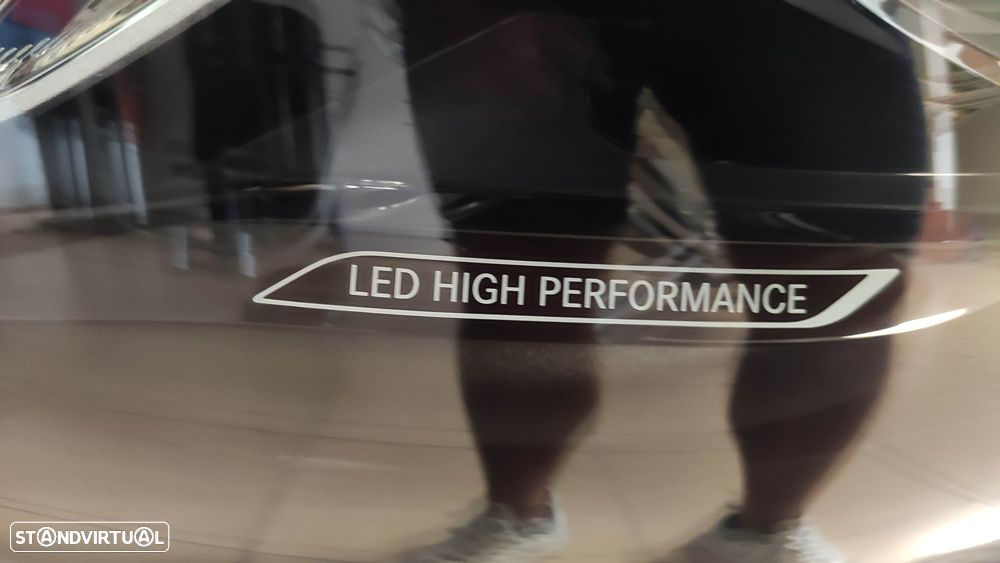 LED HIGH PERFORMANCE
STANDVIRTUAL